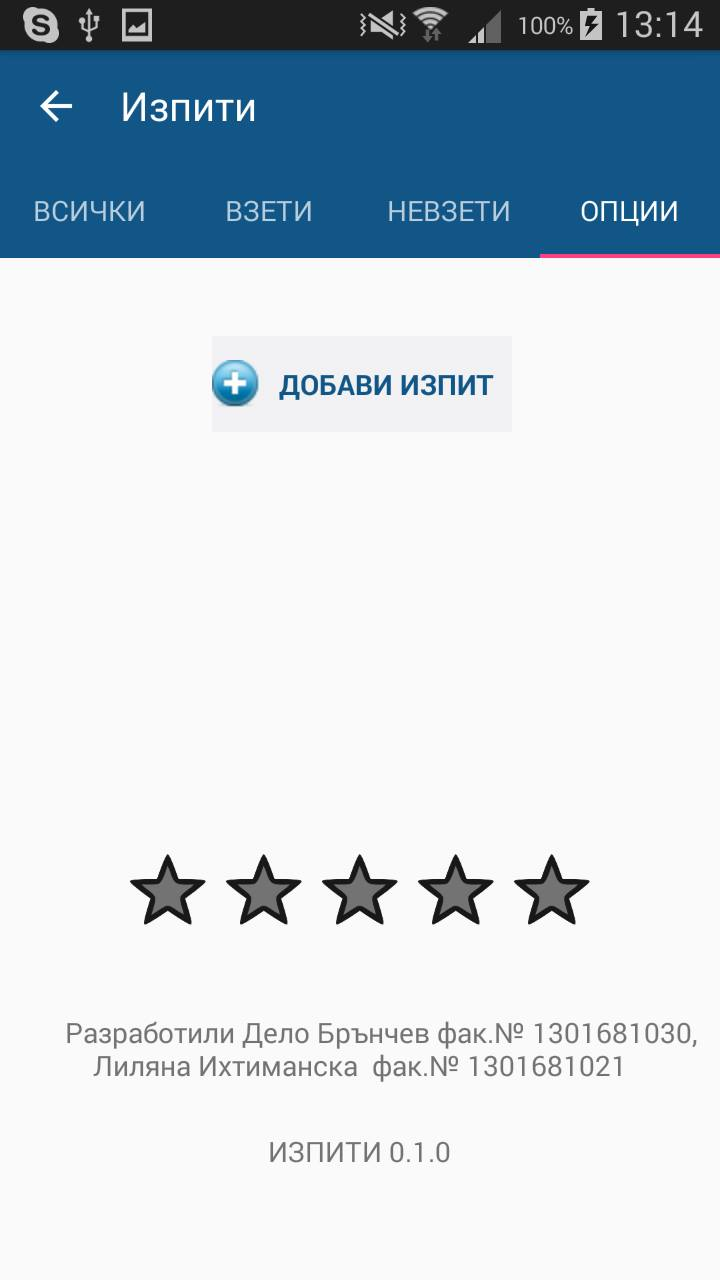 100% 13:14
Изпити
ВСИЧКИ ВЗЕТИ НЕВЗЕТИ ОПЦИИ
ДОБАВИ ИЗПИТ
Разработили Дело Брънчев фак.№ 1301681030,
Лиляна Ихтиманска фак.№ 1301681021
ИЗПИТИ 0.1.0